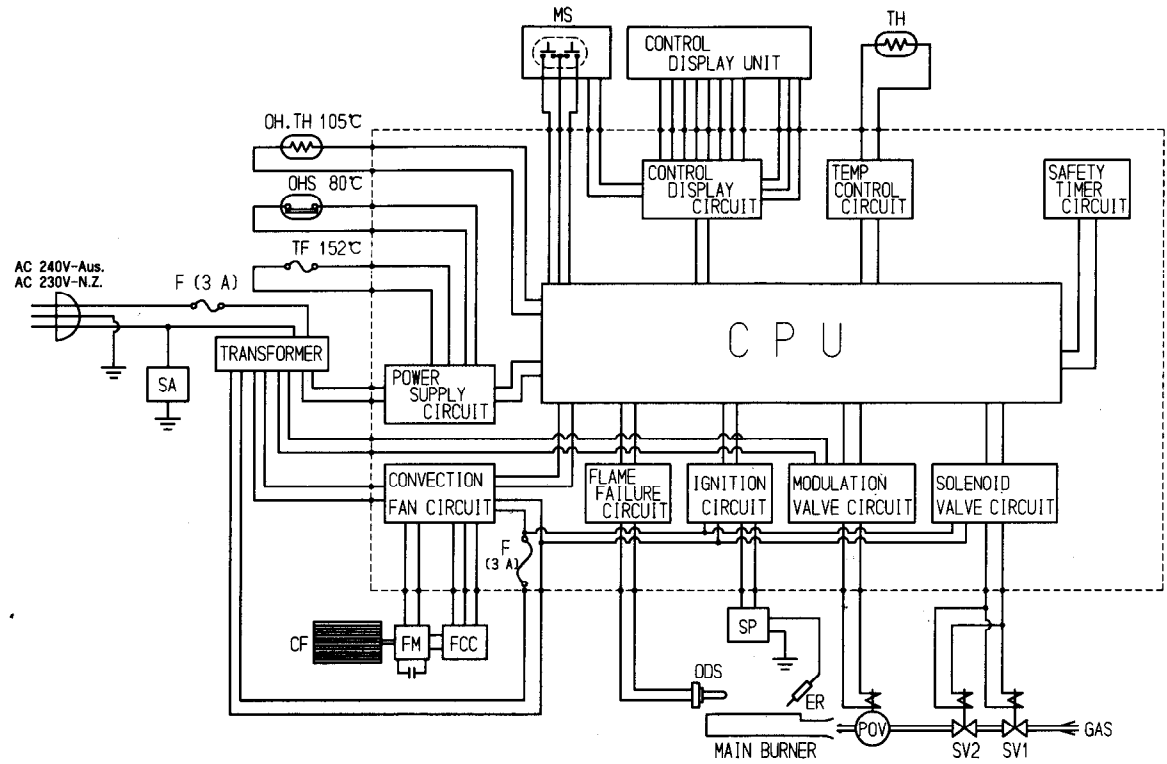 MS
CONTROL
DISPLAY UNIT
TH
OH.TH 105℃
OHS 80℃
TF 152℃
CONTROL
DISPLAY
CIRCUIT
TEMP
CONTROL
CIRCUIT
SAFETY
TIMER
CIRCUIT
AC 240V-Aus.
AC 230V-N.Z.
F (3 A)
TRANSFORMER
SA
POWER
SUPPLY
CIRCUIT
CPU
CONVECTION
FAN CIRCUIT
FLAME
FAILURE
CIRCUIT
IGNITION
CIRCUIT
MODULATION
VALVE CIRCUIT
SOLENOID
VALVE CIRCUIT
F
(3 A)
CF
FM
FCC
SP
ODS
ER
MAIN BURNER
POV
SV2
SV1
GAS